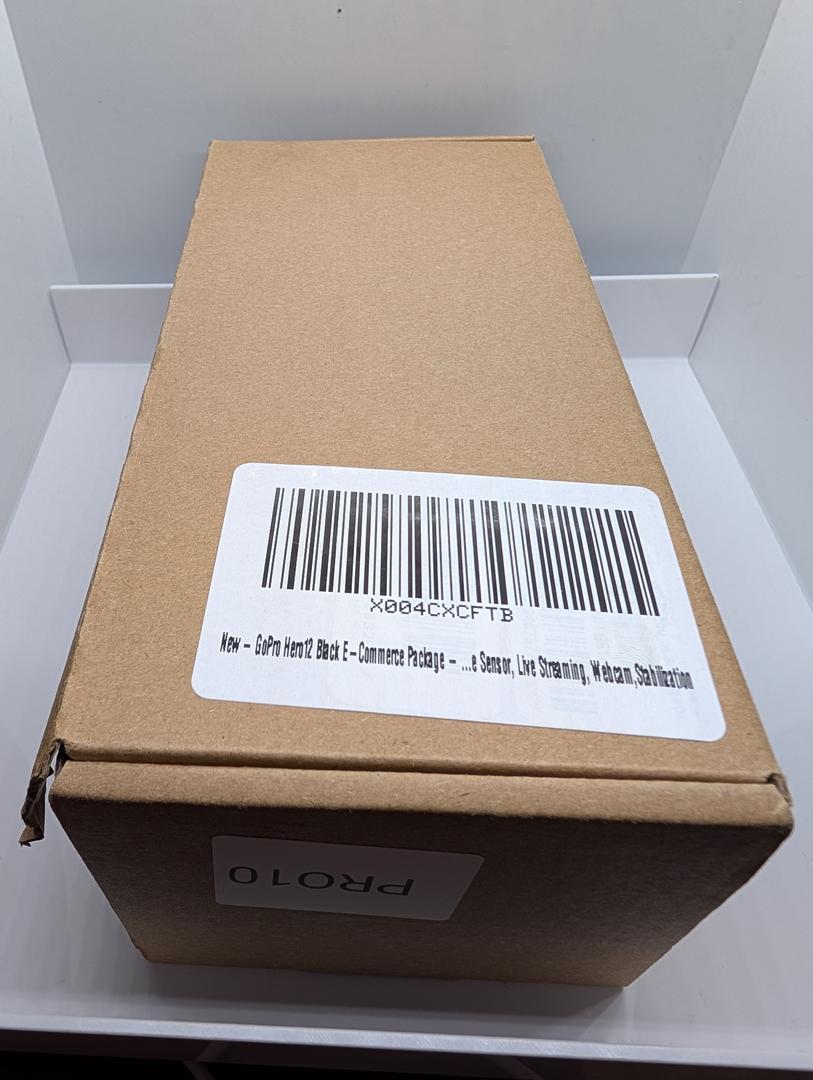 X004CXCFTB
New – GoPro Hero12 Black E–Commerce Package – ...e Sensor, Live Streaming, Webcam,Stabilization
PRO10